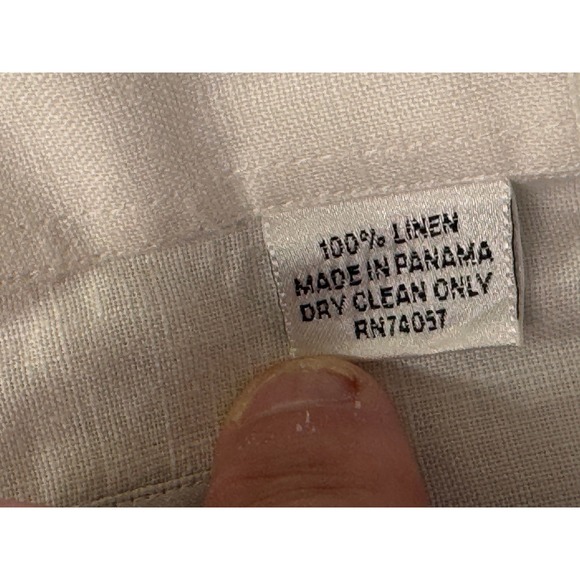 100% LINEN
MADE IN PANAMA
DRY CLEAN ONLY
RN74057